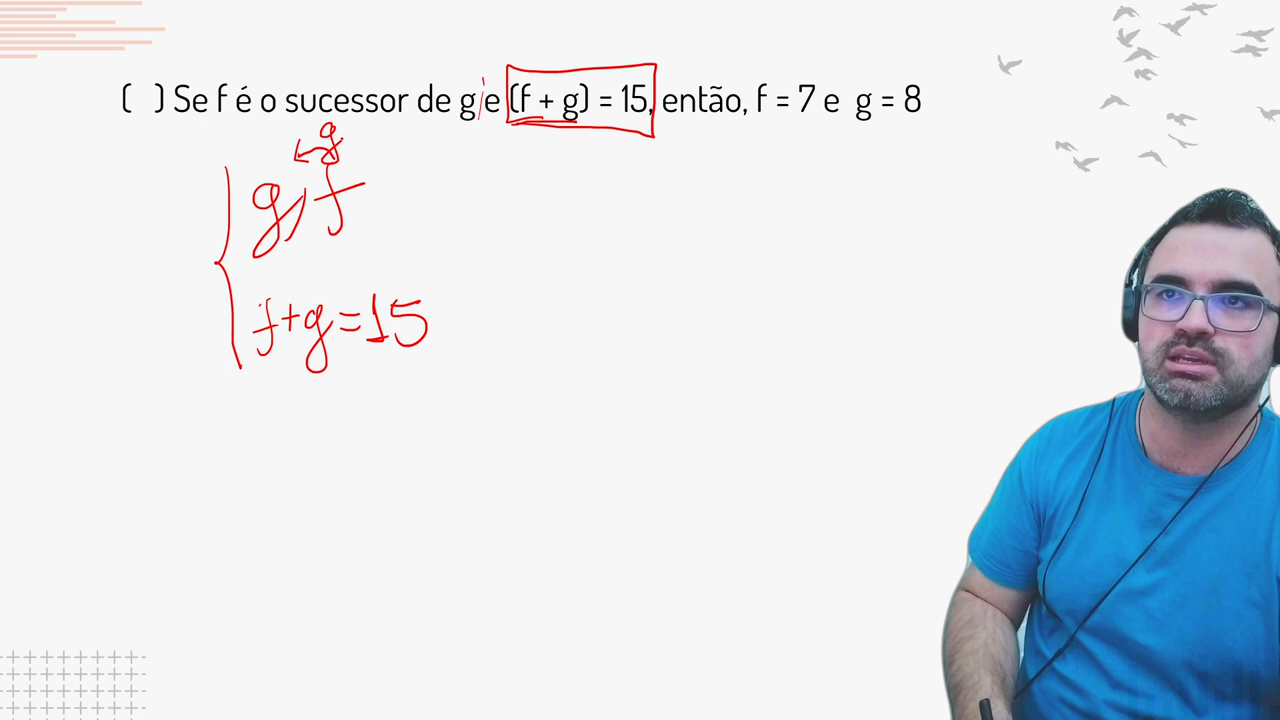 ( ) Se f é o sucessor de g e (f + g) = 15, então, f = 7 e g = 8
g
g, f
f+g=15